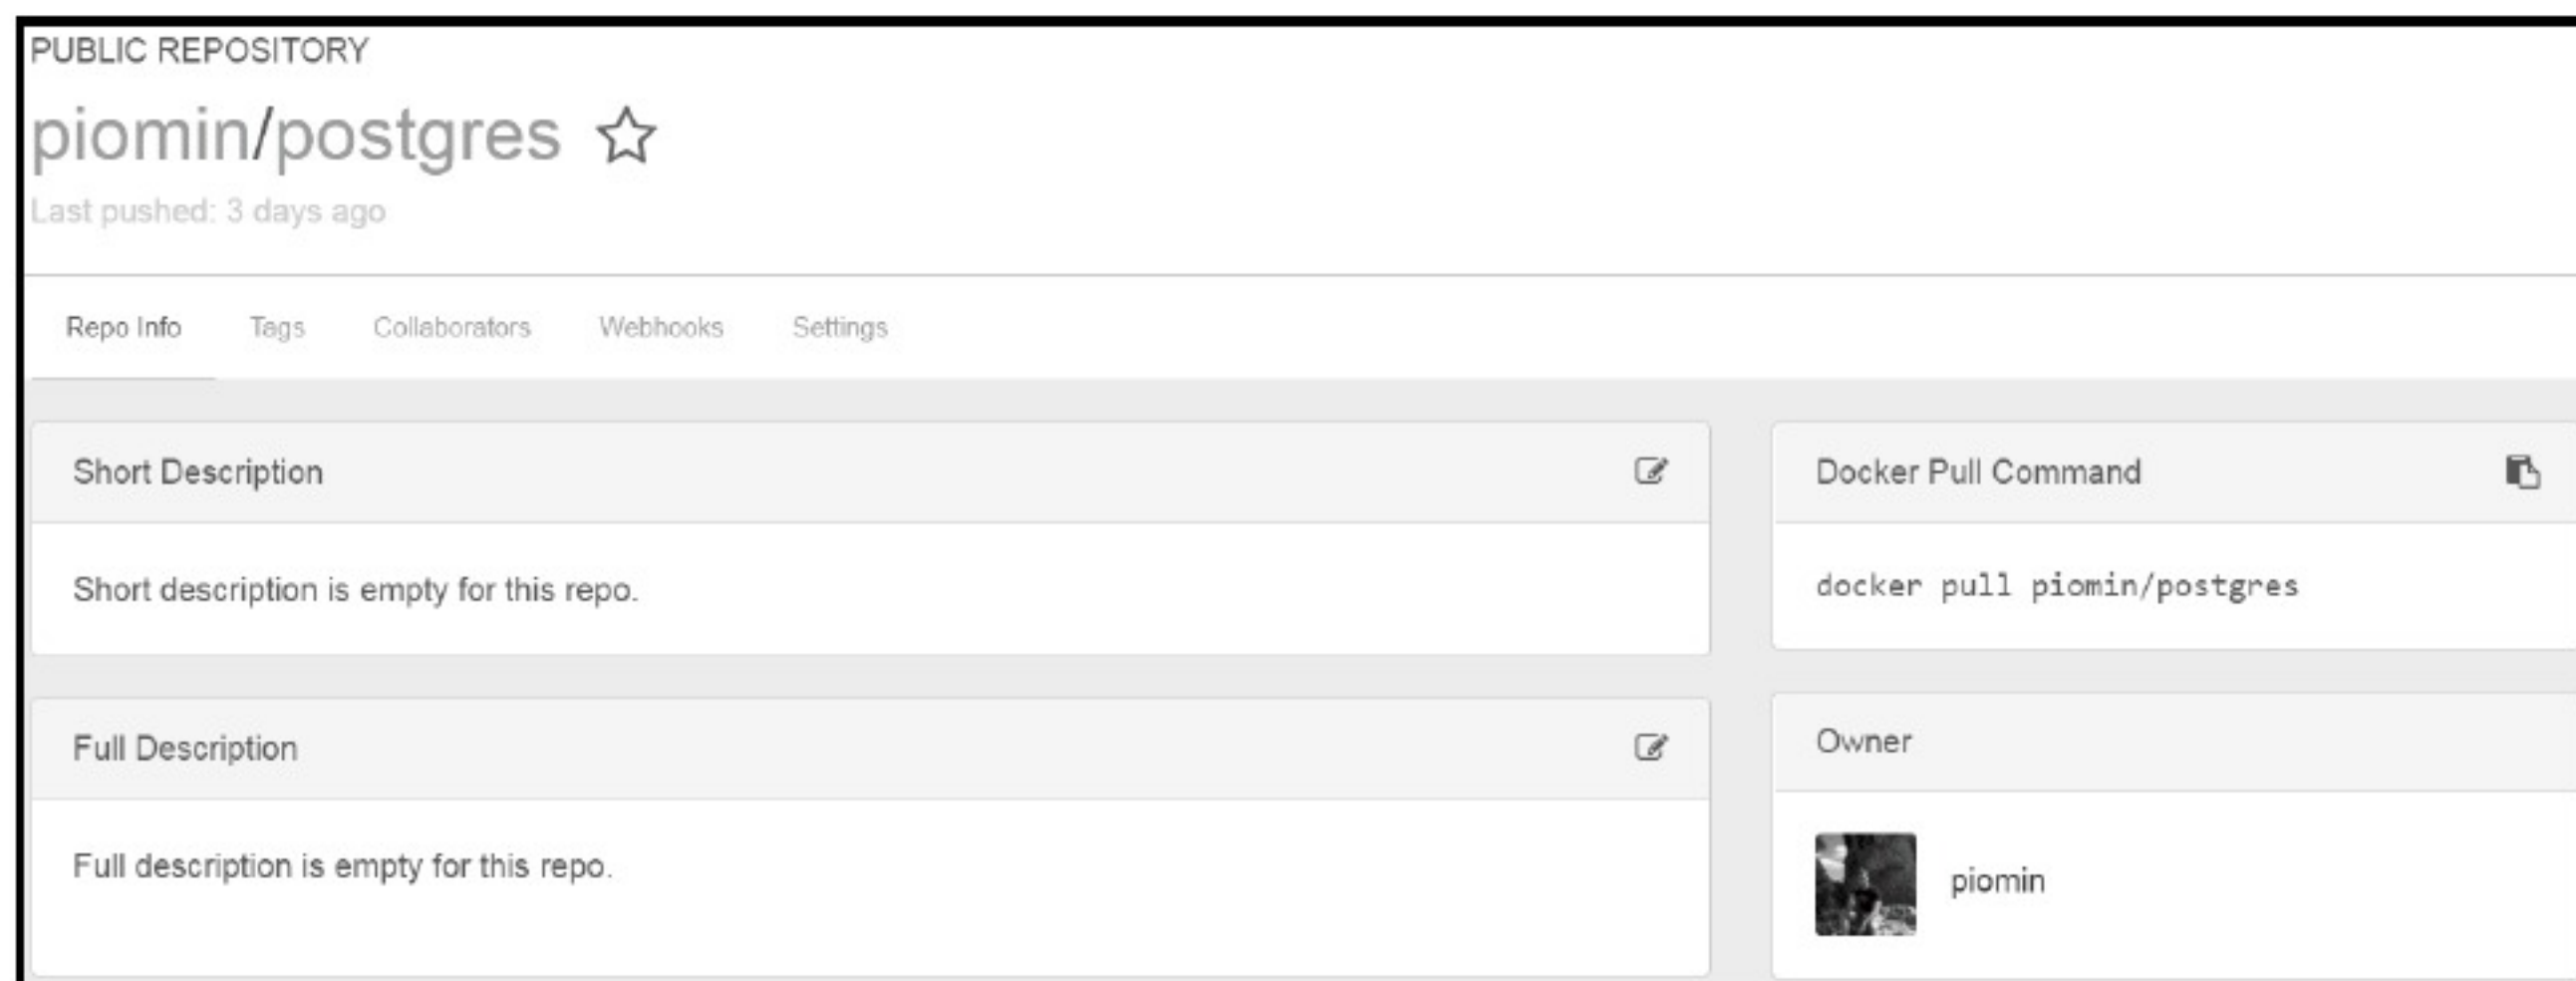 PUBLIC REPOSITORY
piomin/postgres
Last pushed: 3 days ago
Repo Info Tags Collaborators Webhooks Settings
Short Description
Short description is empty for this repo.
Full Description
Full description is empty for this repo.
Docker Pull Command
docker pull piomin/postgres
Owner
piomin